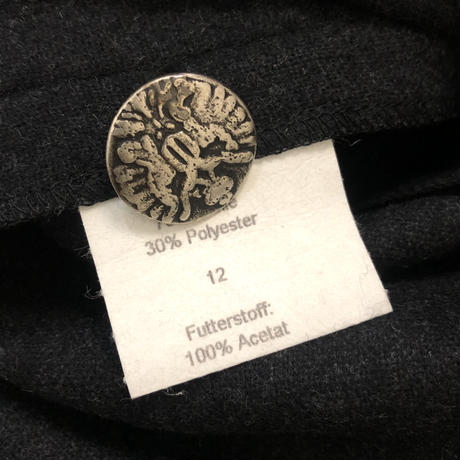 30% Polyester
12
Futterstoff:
100% Acetat